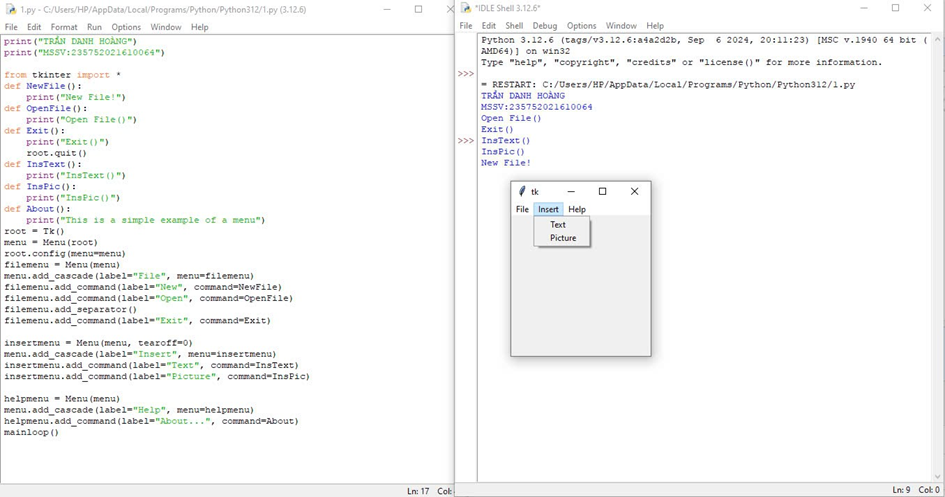 1.py - C:/Users/HP/AppData/Local/Programs/Python/Python312/1.py (3.12.6)
File Edit Format Run Options Window Help
print("TRẦN DANH HOÀNG")
print("MSSV:235752021610064")
from tkinter import *
def NewFile():
    print("New File!")
def OpenFile():
    print("Open File()")
def Exit():
    print("Exit()")
    root.quit()
def InsText():
    print("InsText()")
def InsPic():
    print("InsPic()")
def About():
    print("This is a simple example of a menu")
root = Tk()
menu = Menu(root)
root.config(menu=menu)
filemenu = Menu(menu)
menu.add_cascade(label="File", menu=filemenu)
filemenu.add_command(label="New", command=NewFile)
filemenu.add_command(label="Open", command=OpenFile)
filemenu.add_separator()
filemenu.add_command(label="Exit", command=Exit)
insertmenu = Menu(menu, tearoff=0)
menu.add_cascade(label="Insert", menu=insertmenu)
insertmenu.add_command(label="Text", command=InsText)
insertmenu.add_command(label="Picture", command=InsPic)
helpmenu = Menu(menu)
menu.add_cascade(label="Help", menu=helpmenu)
helpmenu.add_command(label="About...", command=About)
mainloop()
Ln: 17 Col:
*IDLE Shell 3.12.6*
File Edit Shell Debug Options Window Help
Python 3.12.6 (tags/v3.12.6:a4a2d2b, Sep  6 2024, 20:11:23) [MSC v.1940 64 bit (
AMD64)] on win32
Type "help", "copyright", "credits" or "license()" for more information.
>>>
= RESTART: C:/Users/HP/AppData/Local/Programs/Python/Python312/1.py
TRẦN DANH HOÀNG
MSSV:235752021610064
Open File()
Exit()
>>> InsText()
InsPic()
New File!
tk
File Insert Help
Text
Picture
Ln: 9 Col: 0